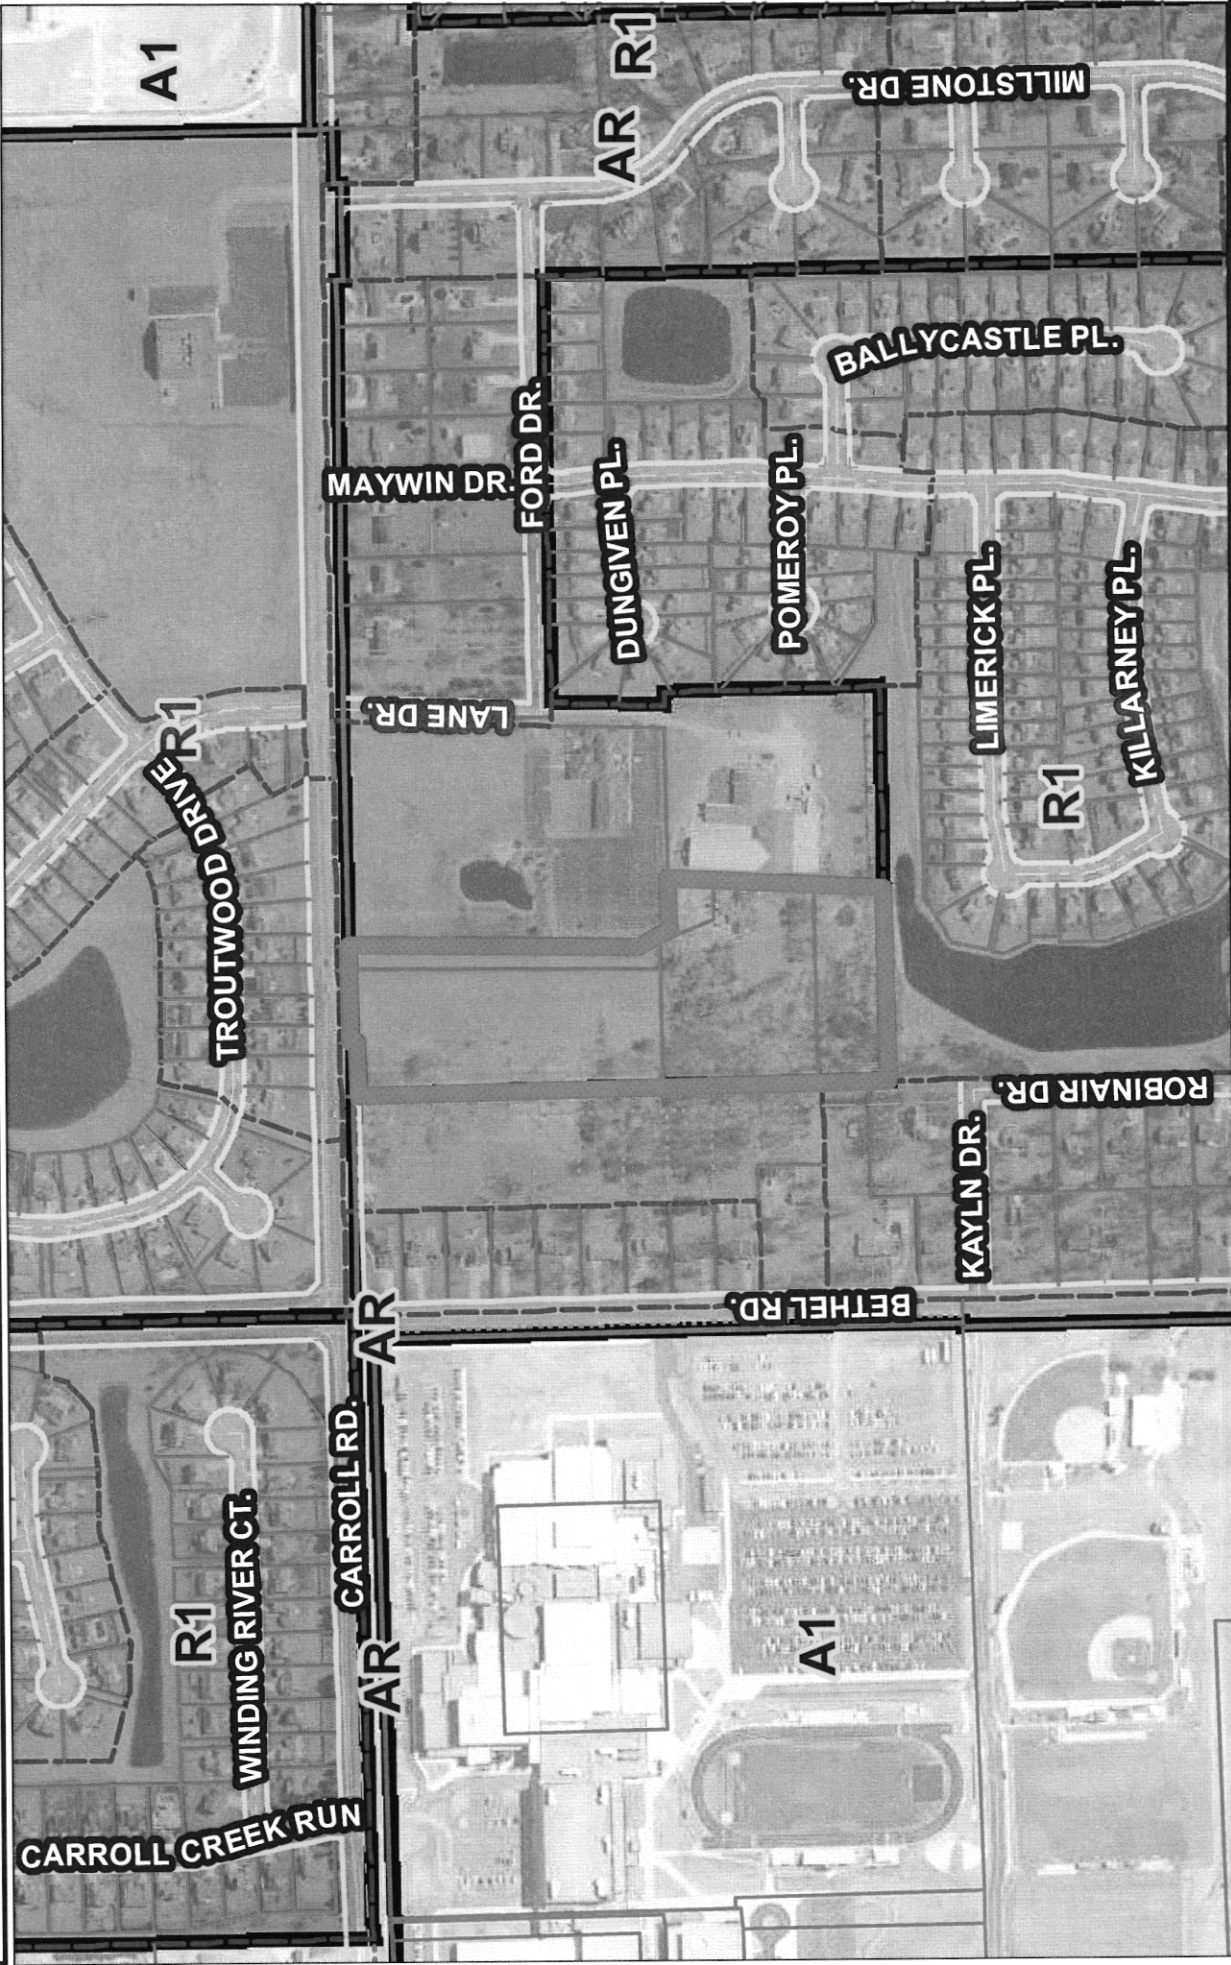 A1
R1
AR
MILLSTONE DR.
BALLYCASTLE PL.
MAYWIN DR.
FORD DR.
DUNGIVEN PL.
POMEROY PL.
LIMERICK PL.
KILLARNEY PL.
LANE DR.
R1
TROUTWOOD DRIVE
R1
ROBINAIR DR.
KAYLN DR.
BETHEL RD.
AR
CARROLL RD.
WINDING RIVER CT.
R1
AR
A1
CARROLL CREEK RUN